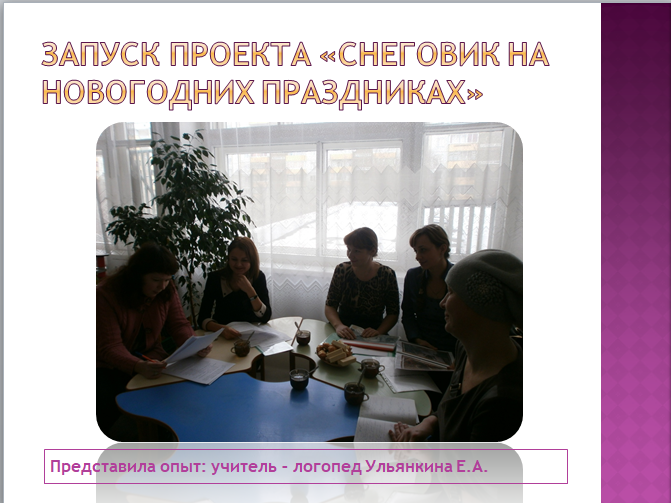 ЗАПУСК ПРОЕКТА «СНЕГОВИК НА
НОВОГОДНИХ ПРАЗДНИКАХ»
Представила опыт: учитель – логопед Ульянкина Е.А.